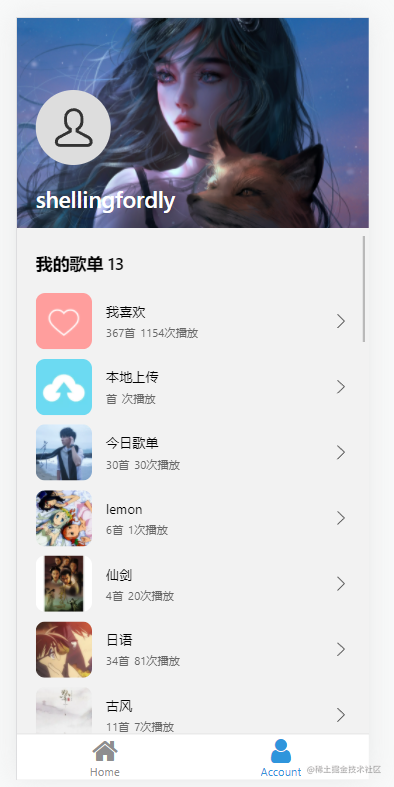 shellingfordly
我的歌单 13
我喜欢
367首 1154次播放
本地上传
首 次播放
今日歌单
30首 30次播放
lemon
6首 1次播放
仙剑
4首 20次播放
日语
34首 81次播放
古风
11首 7次播放
Home
Account
@稀土掘金技术社区